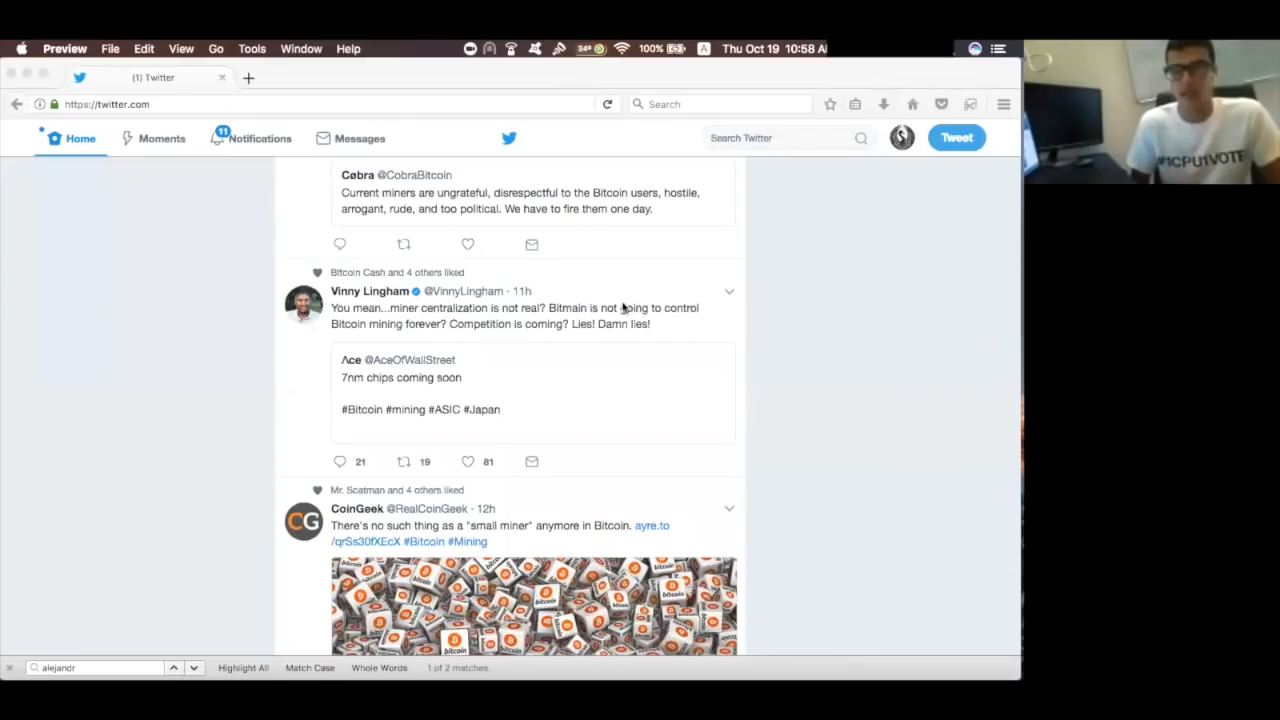 Preview File Edit View Go Tools Window Help 34° 100% A Thu Oct 19 10:58 A
(1) Twitter
https://twitter.com Search
Home Moments 11 Notifications Messages Search Twitter Tweet
Cøbra @CobraBitcoin
Current miners are ungrateful, disrespectful to the Bitcoin users, hostile,
arrogant, rude, and too political. We have to fire them one day.
Bitcoin Cash and 4 others liked
Vinny Lingham @VinnyLingham · 11h
You mean...miner centralization is not real? Bitmain is not going to control
Bitcoin mining forever? Competition is coming? Lies! Damn lies!
Λce @AceOfWallStreet
7nm chips coming soon
#Bitcoin #mining #ASIC #Japan
21 19 81
Mr. Scatman and 4 others liked
CG
CoinGeek @RealCoinGeek · 12h
There's no such thing as a "small miner" anymore in Bitcoin. ayre.to
/qrSs30fXEcX #Bitcoin #Mining
bitcoin
alejandr Highlight All Match Case Whole Words 1 of 2 matches
#1CPU1VOTE